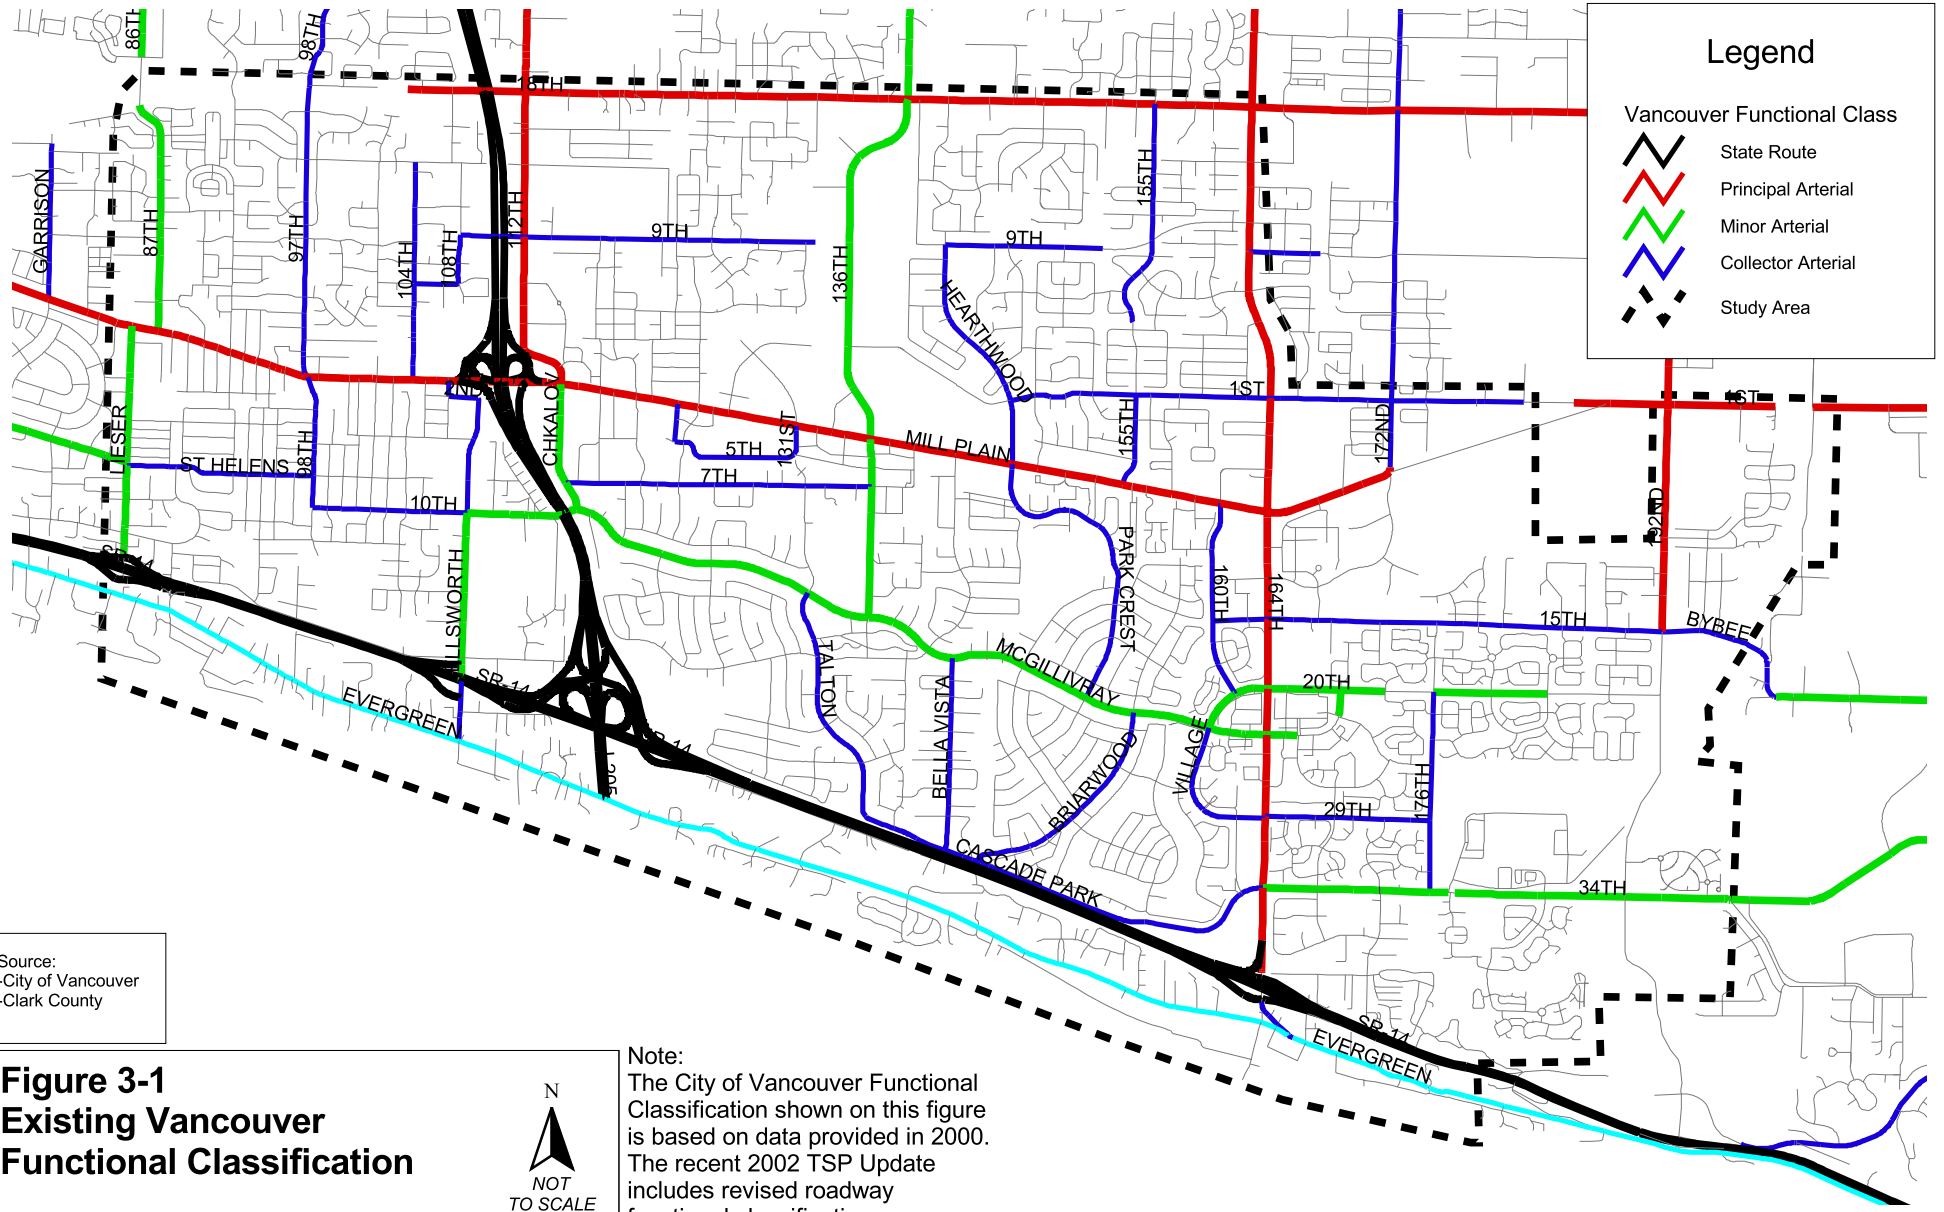 Legend
Vancouver Functional Class
State Route
Principal Arterial
Minor Arterial
Collector Arterial
Study Area
86TH
98TH
18TH
GARRISON
87TH
97TH
104TH
108TH
112TH
9TH
136TH
9TH
155TH
HEARTHWOOD
2ND
CHKALOV
1ST
1ST
LIESER
ST HELENS
98TH
10TH
5TH
131ST
7TH
MILL PLAIN
155TH
172ND
192ND
SR-14
PARK CREST
160TH
164TH
15TH
BYBEE
SR-14
EVERGREEN
SR-14
I-205
BELLA VISTA
MCGILLIVRAY
BRIARWOOD
VILLAGE
20TH
176TH
29TH
CASCADE PARK
34TH
SR-14
EVERGREEN
Source:
-City of Vancouver
-Clark County
Figure 3-1
Existing Vancouver
Functional Classification
N
NOT
TO SCALE
Note:
The City of Vancouver Functional
Classification shown on this figure
is based on data provided in 2000.
The recent 2002 TSP Update
includes revised roadway